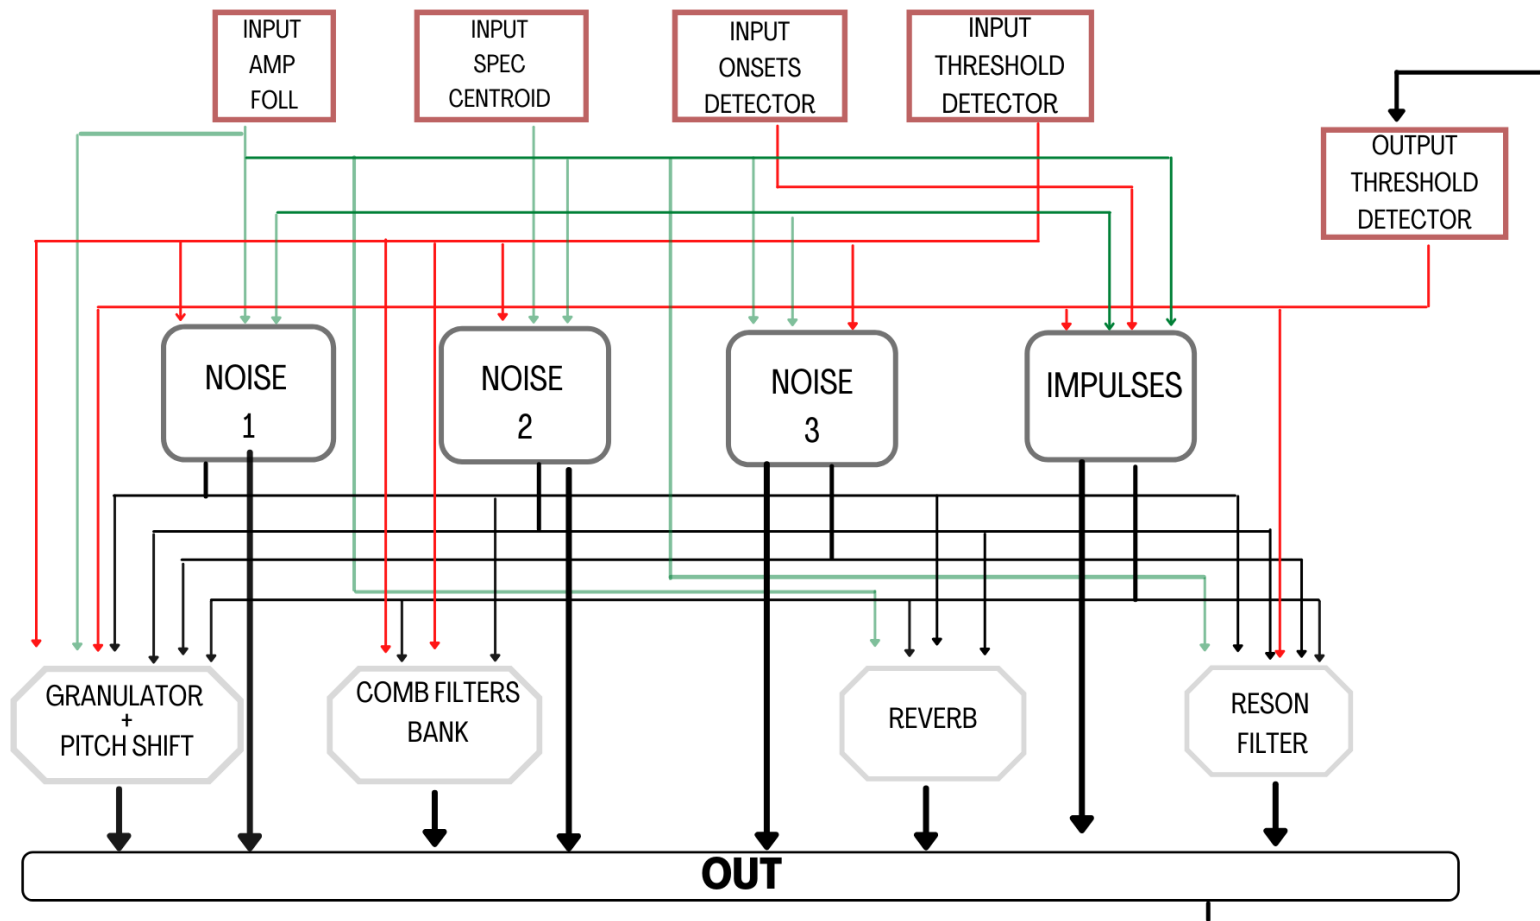 INPUT
AMP
FOLL
INPUT
SPEC
CENTROID
INPUT
ONSETS
DETECTOR
INPUT
THRESHOLD
DETECTOR
OUTPUT
THRESHOLD
DETECTOR
NOISE
1
NOISE
2
NOISE
3
IMPULSES
GRANULATOR
+
PITCH SHIFT
COMB FILTERS
BANK
REVERB
RESON
FILTER
OUT